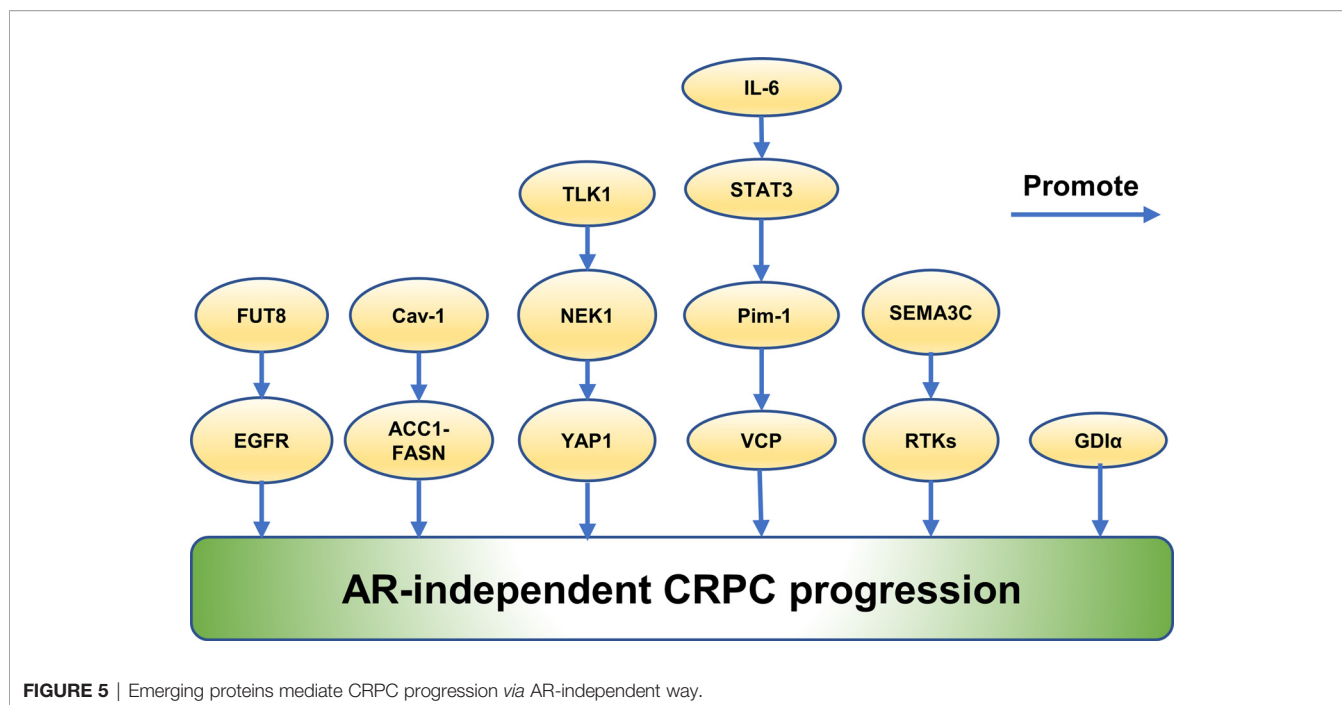 IL-6
TLK1
STAT3
Promote
FUT8
Cav-1
NEK1
Pim-1
SEMA3C
EGFR
ACC1-
FASN
YAP1
VCP
RTKs
GDIα
AR-independent CRPC progression
FIGURE 5 | Emerging proteins mediate CRPC progression via AR-independent way.